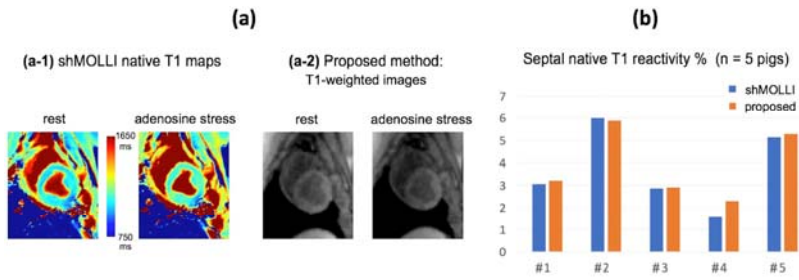 (a)
(b)
(a-1) shMOLLI native T1 maps
(a-2) Proposed method:
T1-weighted images
rest
adenosine stress
1650
ms
750
ms
rest
adenosine stress
Septal native T1 reactivity % (n = 5 pigs)
shMOLLI
proposed
7
6
5
4
3
2
1
0
#1 #2 #3 #4 #5